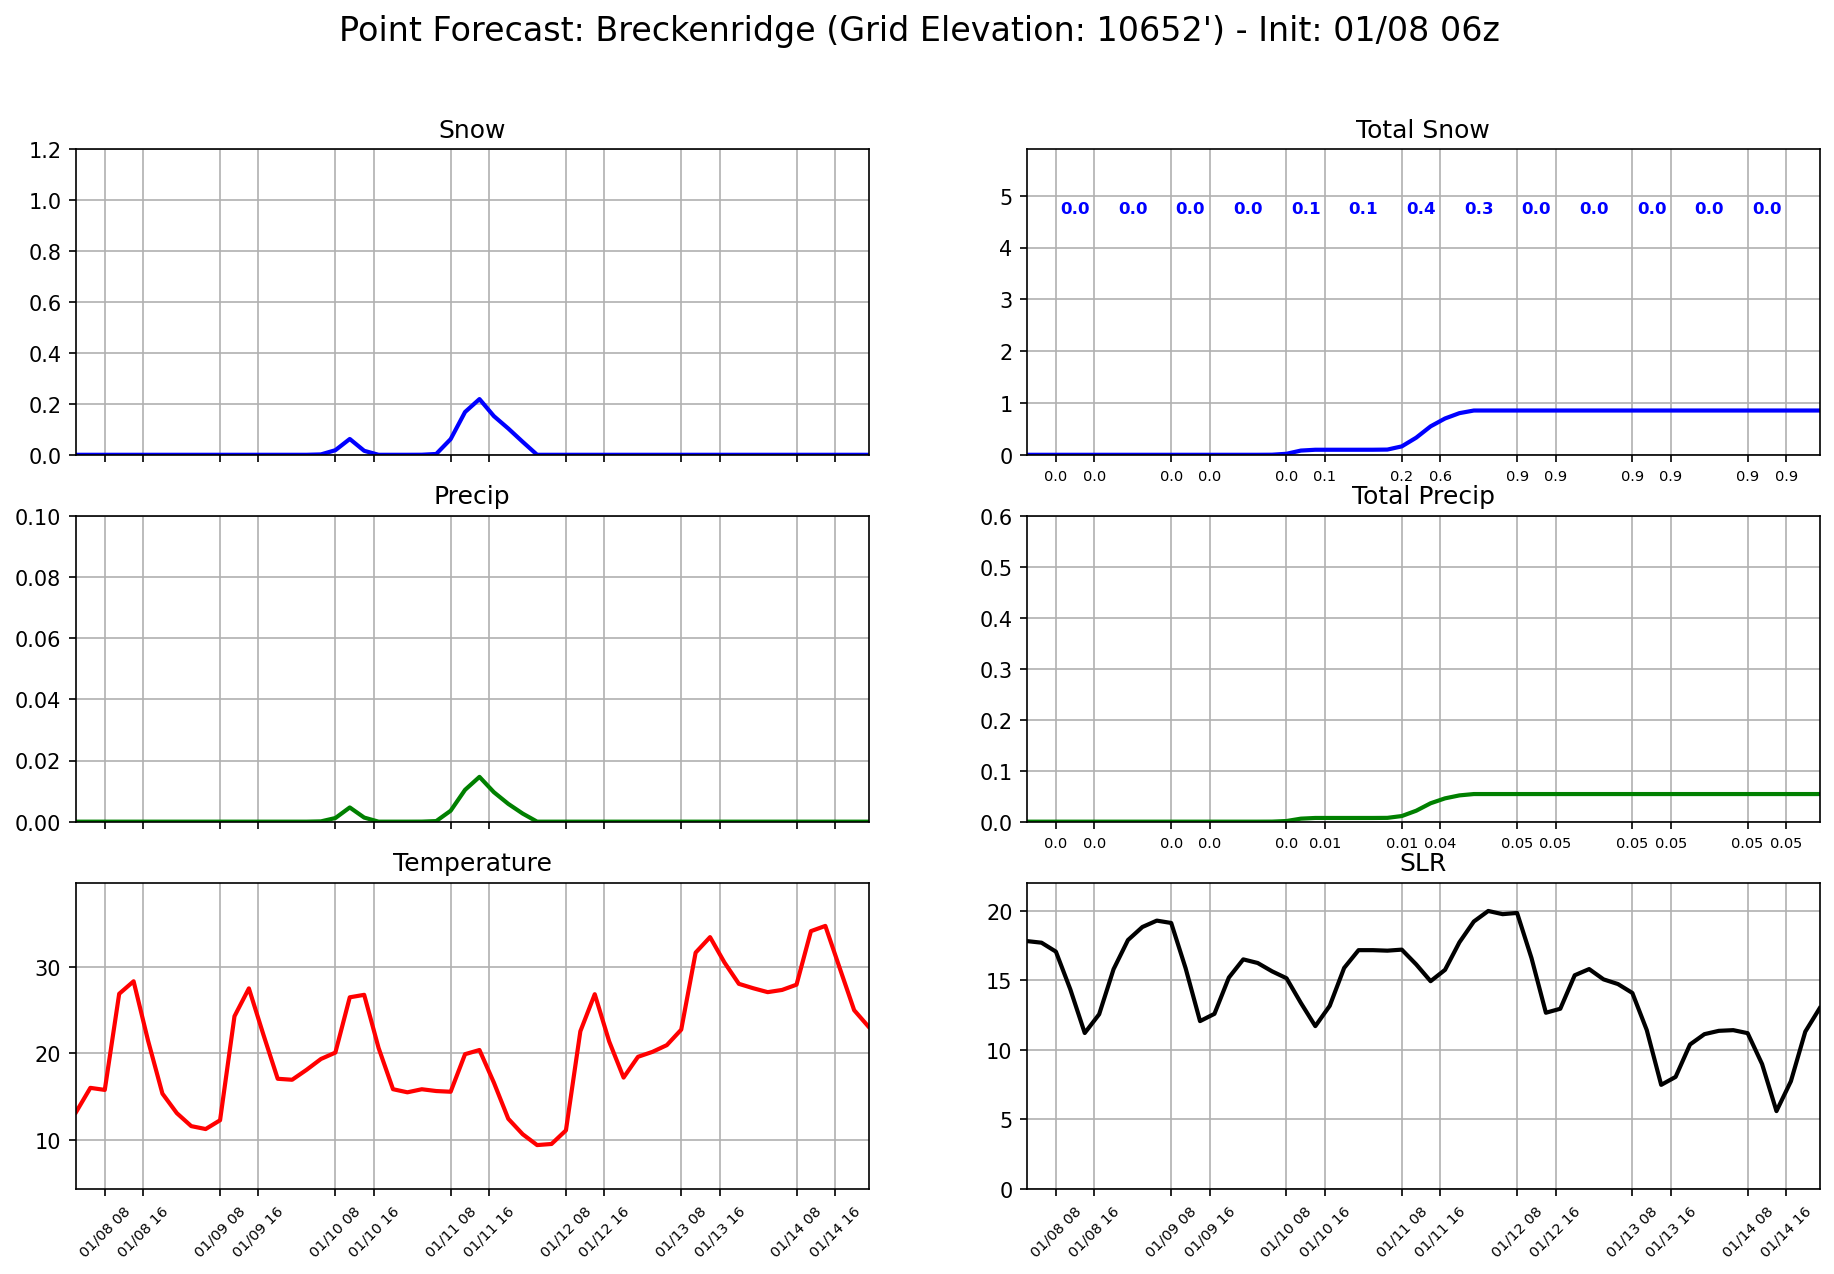 Point Forecast: Breckenridge (Grid Elevation: 10652') - Init: 01/08 06z
Snow
1.2
1.0
0.8
0.6
0.4
0.2
0.0
Total Snow
5
4
3
2
1
0
0.0 0.0 0.0 0.0 0.1 0.1 0.4 0.3 0.0 0.0 0.0 0.0 0.0
0.0 0.0 0.0 0.0 0.0 0.1 0.2 0.6 0.9 0.9 0.9 0.9 0.9 0.9
Precip
0.10
0.08
0.06
0.04
0.02
0.00
Total Precip
0.6
0.5
0.4
0.3
0.2
0.1
0.0
0.0 0.0 0.0 0.0 0.0 0.01 0.01 0.04 0.05 0.05 0.05 0.05 0.05 0.05
Temperature
30
20
10
01/08 08 01/08 16 01/09 08 01/09 16 01/10 08 01/10 16 01/11 08 01/11 16 01/12 08 01/12 16 01/13 08 01/13 16 01/14 08 01/14 16
SLR
20
15
10
5
0
01/08 08 01/08 16 01/09 08 01/09 16 01/10 08 01/10 16 01/11 08 01/11 16 01/12 08 01/12 16 01/13 08 01/13 16 01/14 08 01/14 16